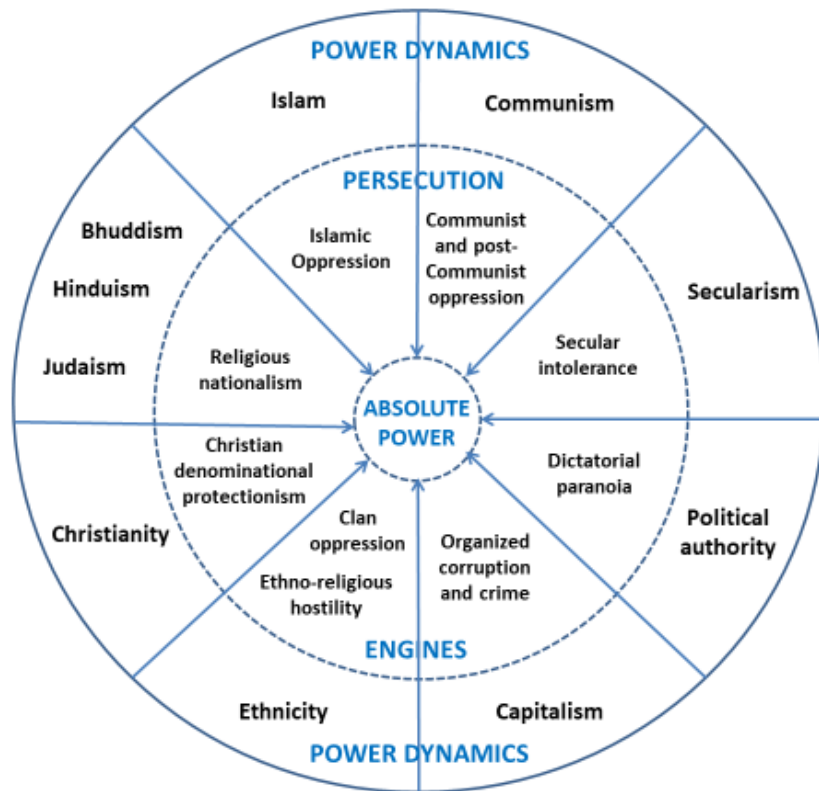 POWER DYNAMICS
Islam
Communism
PERSECUTION
Bhuddism
Hinduism
Judaism
Islamic
Oppression
Communist
and post-
Communist
oppression
Secularism
Religious
nationalism
Secular
intolerance
ABSOLUTE
POWER
Christian
denominational
protectionism
Dictatorial
paranoia
Christianity
Clan
oppression
Ethno-religious
hostility
Organized
corruption
and crime
Political
authority
ENGINES
Ethnicity
Capitalism
POWER DYNAMICS